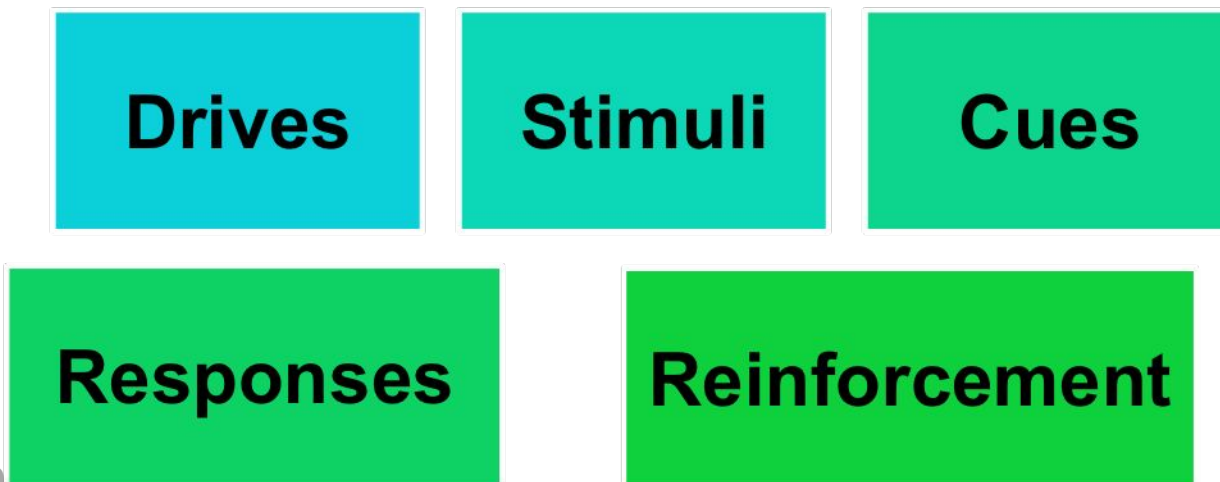 Drives
Stimuli
Cues
Responses
Reinforcement